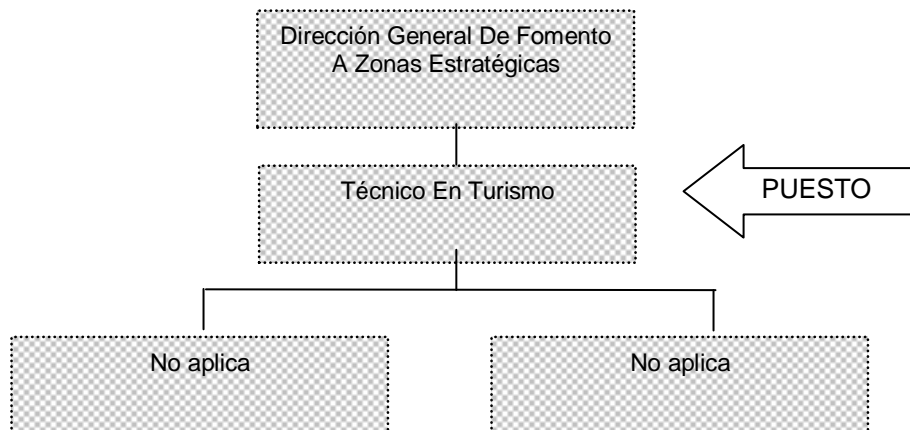 Dirección General De Fomento
A Zonas Estratégicas
Técnico En Turismo
PUESTO
No aplica
No aplica